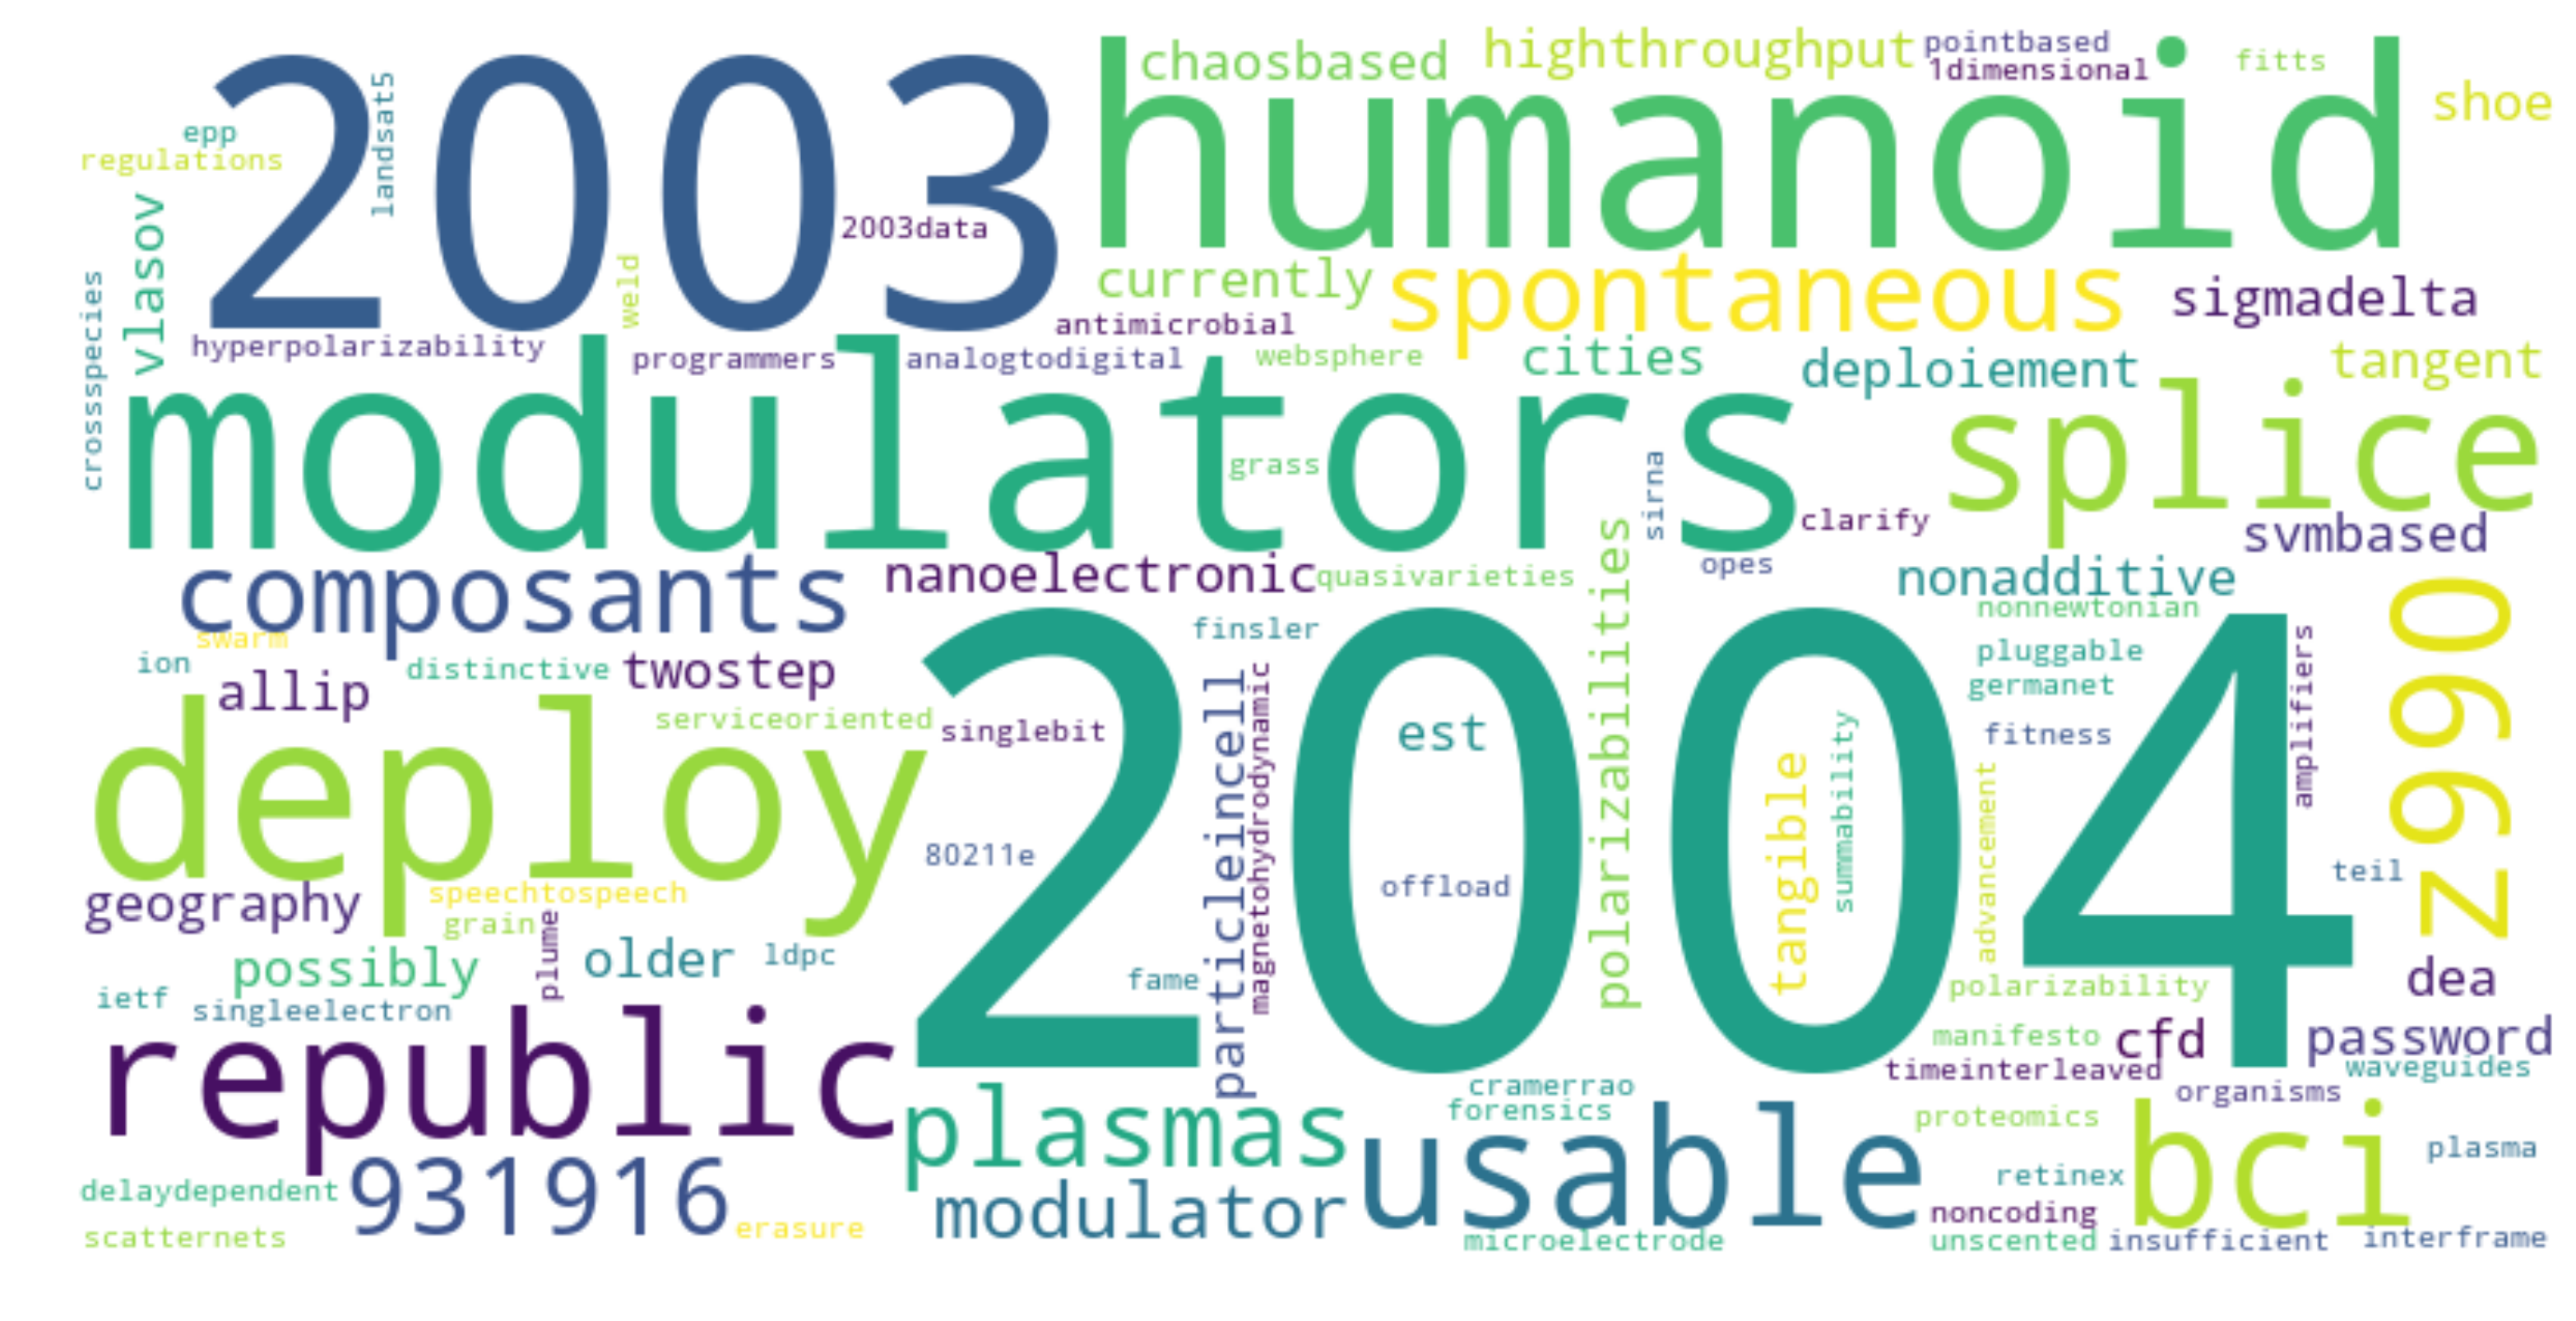 2003
humanoid
chaosbased
highthroughput
pointbased
1dimensional
fitts
shoe
epp
landsat5
regulations
vlasov
2003data
weld
crossspecies
currently
spontaneous
sigmadelta
hyperpolarizability
antimicrobial
programmers
analogtodigital
websphere
cities
deploiement
tangent
modulators
splice
grass
sirna
clarify
svmbased
composants
nanoelectronic
quasivarieties
opes
nonadditive
z990
swarm
finsler
polarizabilities
nonnewtonian
ion
distinctive
twostep
pluggable
amplifiers
allip
germanet
deploy
serviceoriented
singlebit
2004
particleincell
magnetohydrodynamic
est
tangible
summability
fitness
advancement
80211e
offload
teil
geography
speechtospeech
grain
plume
older
ldpc
possibly
fame
polarizability
dea
ietf
singleelectron
republic
manifesto
cfd
password
timeinterleaved
waveguides
plasmas
cramerrao
forensics
organisms
usable
proteomics
bci
plasma
delaydependent
931916
modulator
retinex
noncoding
scatternets
erasure
microelectrode
unscented
insufficient
interframe